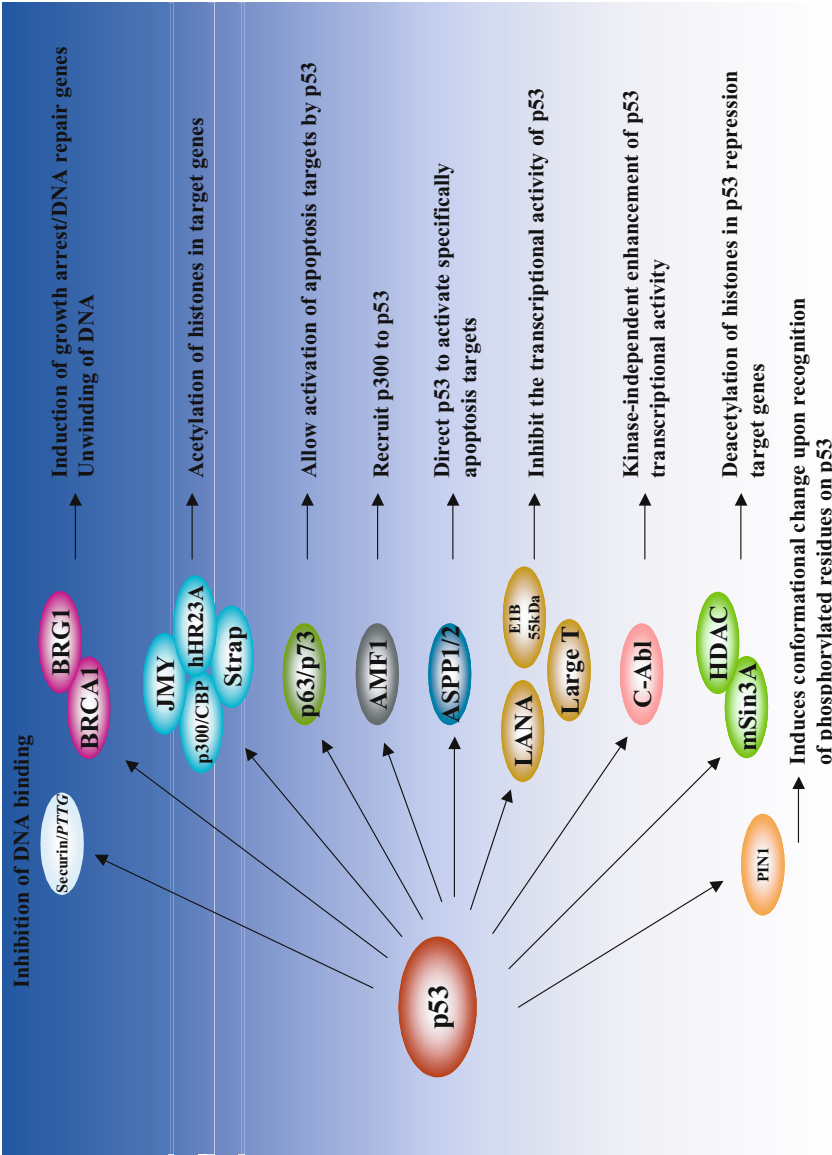 Inhibition of DNA binding
Securin/PTTG
BRG1
BRCA1
Induction of growth arrest/DNA repair genes
Unwinding of DNA
JMY
hHR23A
p300/CBP
Strap
Acetylation of histones in target genes
p63/p73
Allow activation of apoptosis targets by p53
AMF1
Recruit p300 to p53
p53
ASPP1/2
Direct p53 to activate specifically
apoptosis targets
E1B
55kDa
LANA
Large T
Inhibit the transcriptional activity of p53
C-Abl
Kinase-independent enhancement of p53
transcriptional activity
HDAC
mSin3A
Deacetylation of histones in p53 repression
target genes
PIN1
Induces conformational change upon recognition
of phosphorylated residues on p53